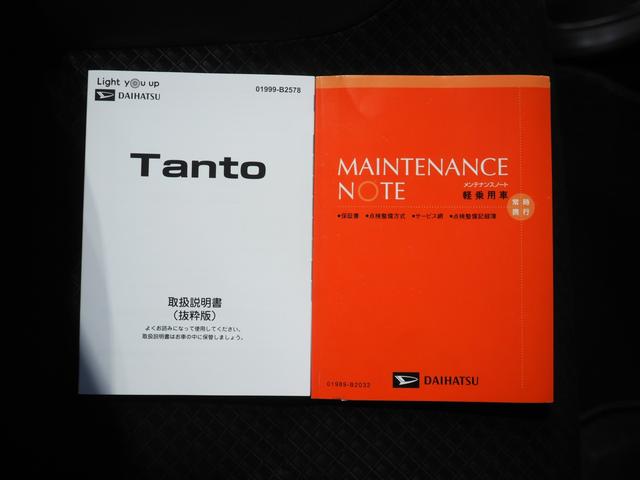 Light you up
DAIHATSU
01999-B2578
Tanto
取扱説明書
（抜粋版）
よくお読みになって使用してください。
取扱説明書はお車の中に保管しましょう。
MAINTENANCE
NOTE
メンテナンスノート
軽乗用車
常時
携行
●保証書 ●点検整備方式 ●サービス網 ●点検整備記録簿
01989-B2032
DAIHATSU